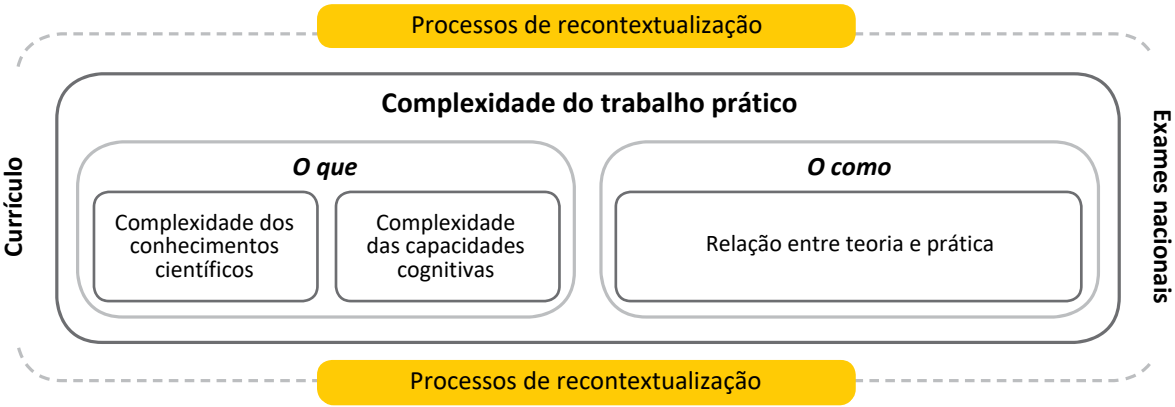 Processos de recontextualização
Complexidade do trabalho prático
Currículo
O que
Complexidade dos
conhecimentos
científicos
Complexidade
das capacidades
cognitivas
O como
Relação entre teoria e prática
Exames nacionais
Processos de recontextualização